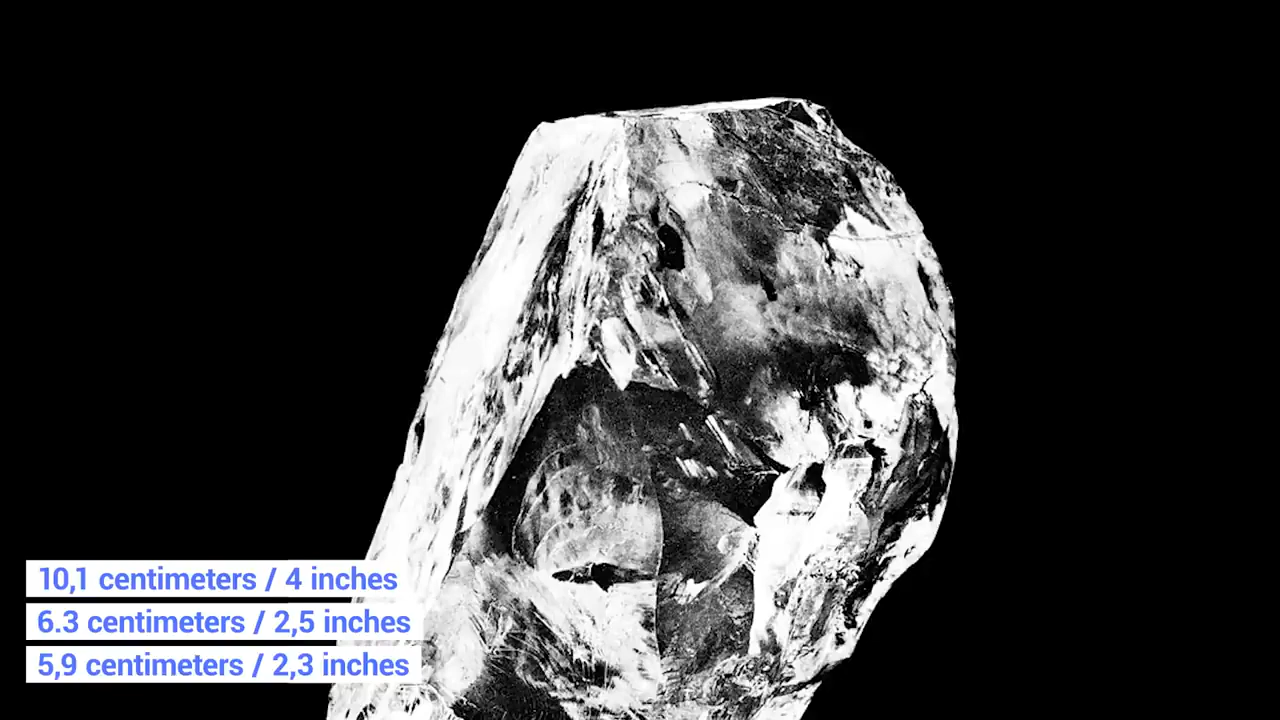 10,1 centimeters / 4 inches
6.3 centimeters / 2,5 inches
5,9 centimeters / 2,3 inches